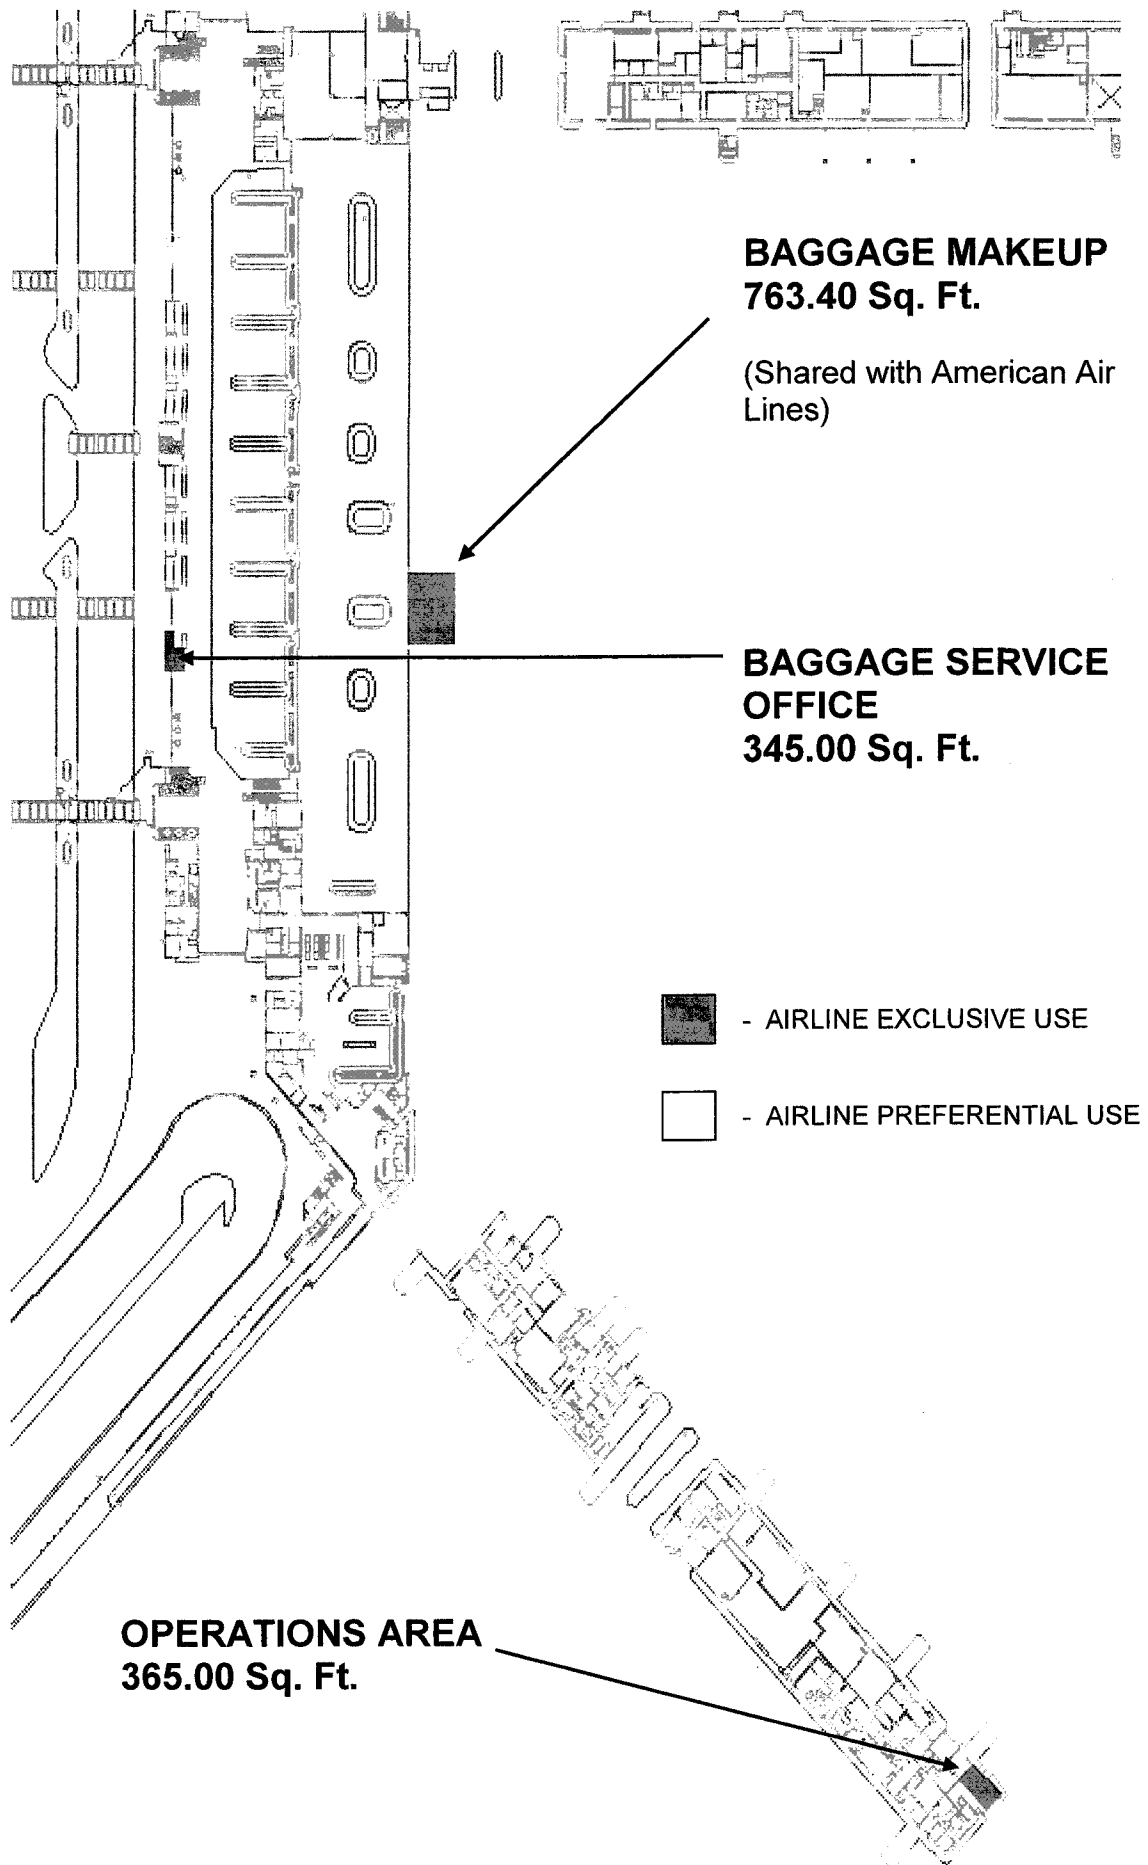 BAGGAGE MAKEUP
763.40 Sq. Ft.
(Shared with American Air
Lines)
BAGGAGE SERVICE
OFFICE
345.00 Sq. Ft.
- AIRLINE EXCLUSIVE USE
- AIRLINE PREFERENTIAL USE
OPERATIONS AREA
365.00 Sq. Ft.